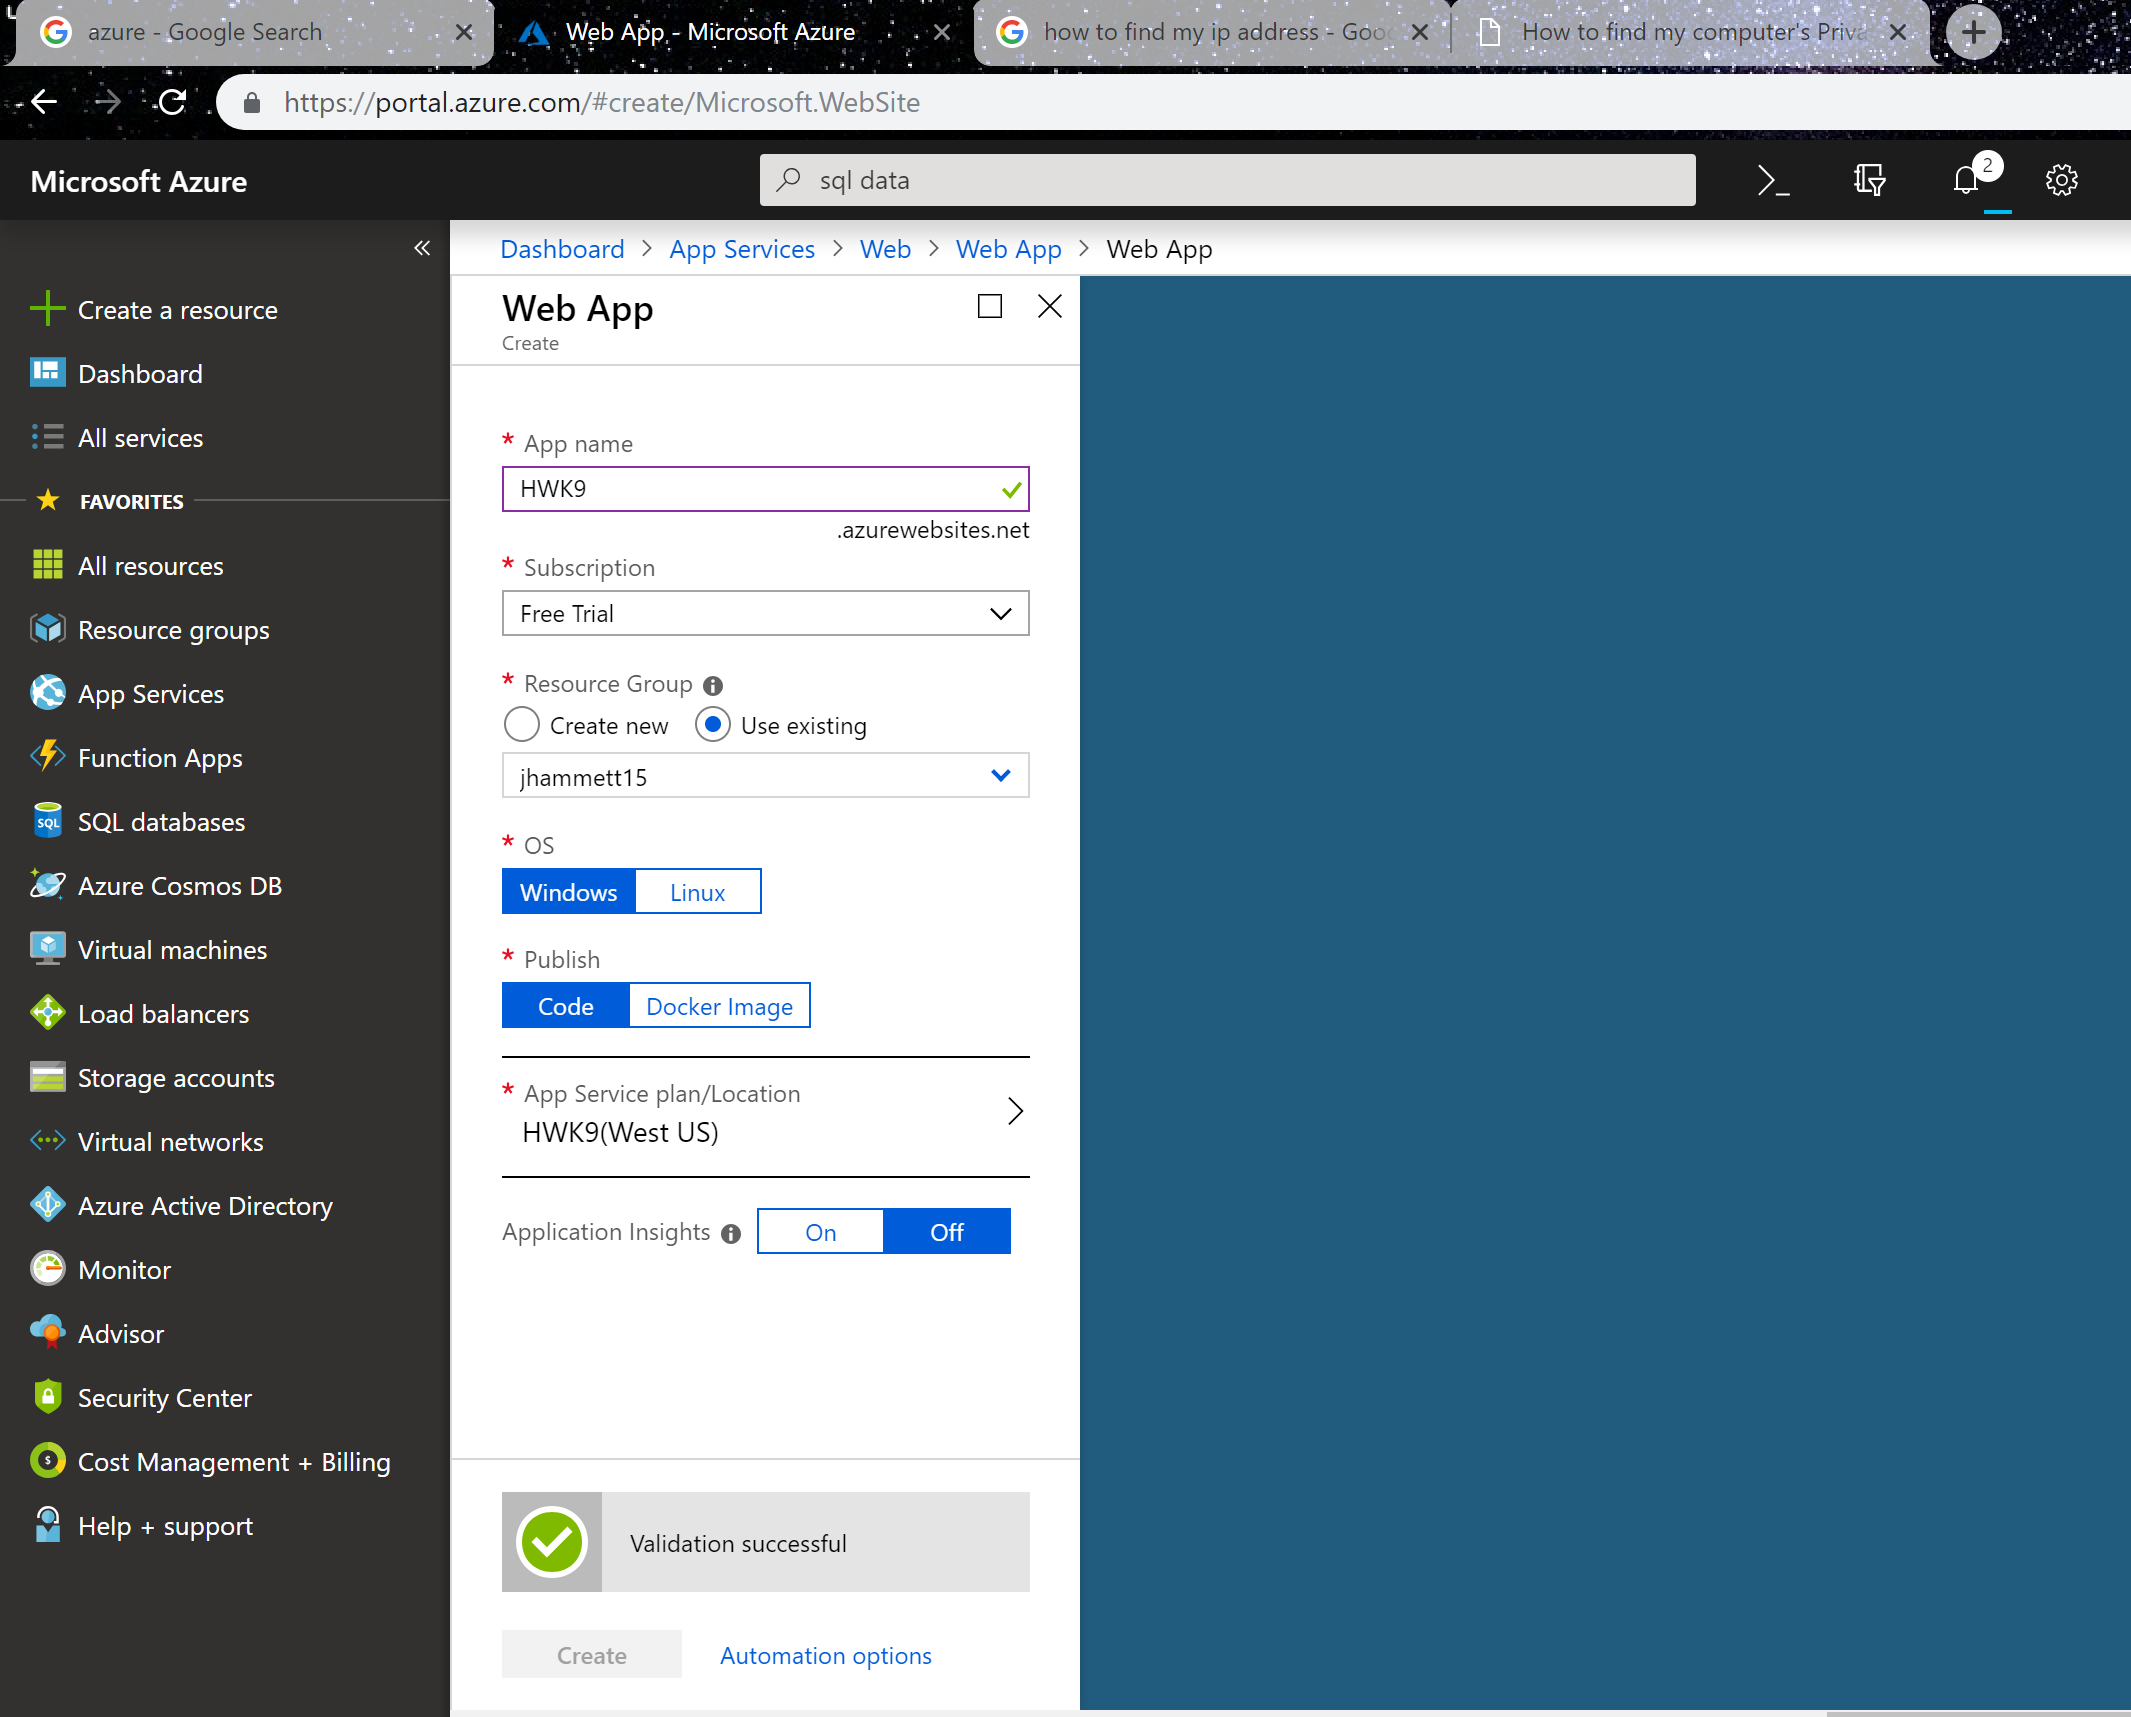 azure - Google Search
Web App - Microsoft Azure
how to find my ip address - Goo
How to find my computer's Priva
https://portal.azure.com/#create/Microsoft.WebSite
Microsoft Azure
sql data
2
Dashboard > App Services > Web > Web App > Web App
Create a resource
Dashboard
All services
FAVORITES
All resources
Resource groups
App Services
Function Apps
SQL
SQL databases
Azure Cosmos DB
Virtual machines
Load balancers
Storage accounts
Virtual networks
Azure Active Directory
Monitor
Advisor
Security Center
Cost Management + Billing
Help + support
Web App
Create
* App name
HWK9
.azurewebsites.net
* Subscription
Free Trial
* Resource Group
Create new Use existing
jhammett15
* OS
Windows Linux
* Publish
Code Docker Image
* App Service plan/Location
HWK9(West US)
Application Insights On Off
Validation successful
Create Automation options